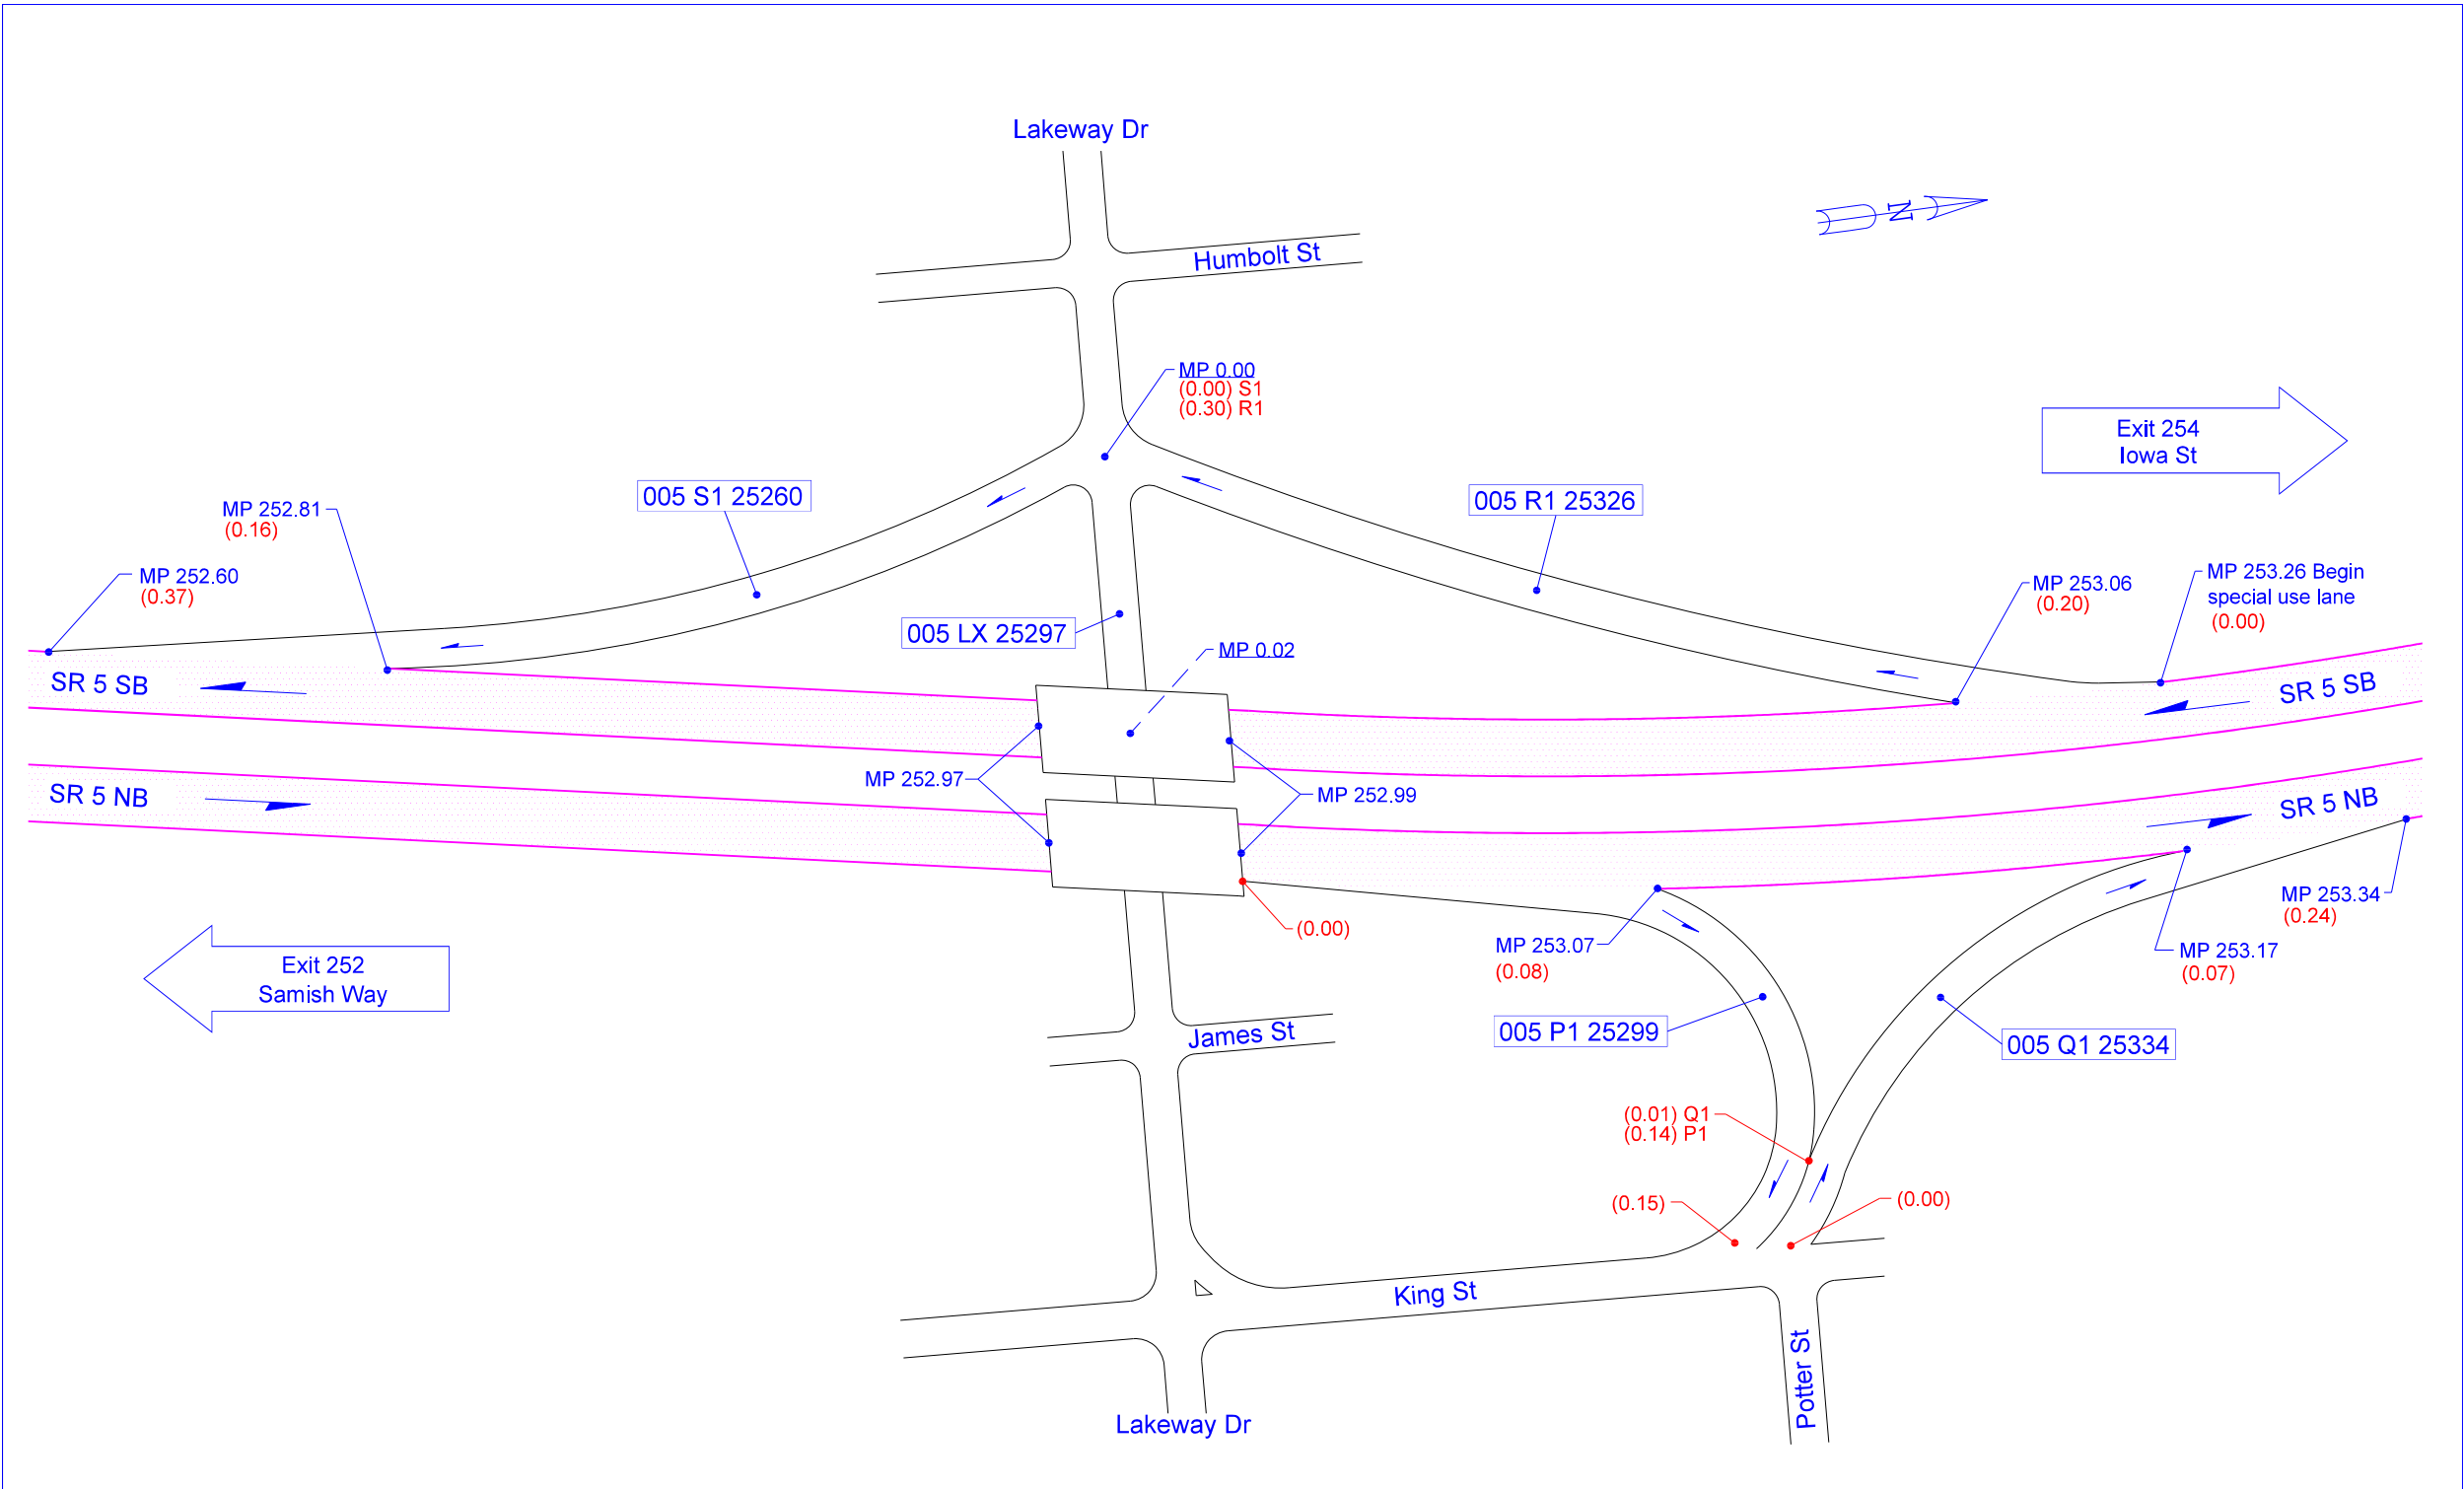 Lakeway Dr
N
Humbolt St
MP 0.00
(0.00) S1
(0.30) R1
Exit 254
Iowa St
005 S1 25260
005 R1 25326
MP 252.81
(0.16)
MP 252.60
(0.37)
MP 253.06
(0.20)
MP 253.26 Begin
special use lane
(0.00)
005 LX 25297
MP 0.02
SR 5 SB
SR 5 SB
MP 252.97
MP 252.99
SR 5 NB
SR 5 NB
MP 253.34
(0.24)
(0.00)
MP 253.07
(0.08)
MP 253.17
(0.07)
Exit 252
Samish Way
James St
005 P1 25299
005 Q1 25334
(0.01) Q1
(0.14) P1
(0.15)
(0.00)
King St
Potter St
Lakeway Dr